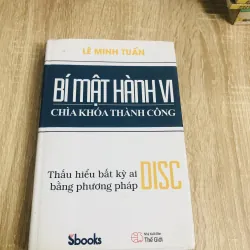 LÊ MINH TUẤN
BÍ MẬT HÀNH VI
CHÌA KHÓA THÀNH CÔNG
Thấu hiểu bất kỳ ai
bằng phương pháp
DISC
Sbooks
Thế Giới